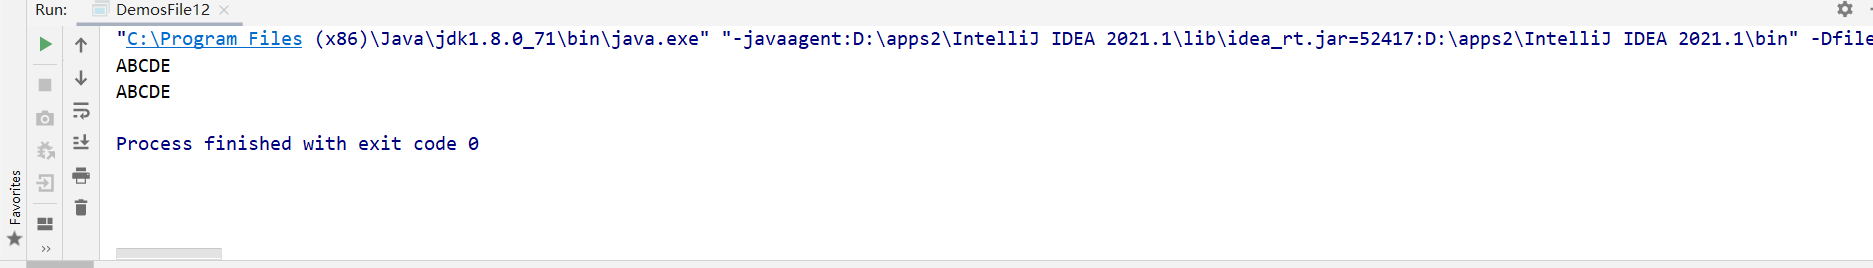 Run: DemosFile12
"C:\Program Files (x86)\Java\jdk1.8.0_71\bin\java.exe" "-javaagent:D:\apps2\IntelliJ IDEA 2021.1\lib\idea_rt.jar=52417:D:\apps2\IntelliJ IDEA 2021.1\bin" -Dfile
ABCDE
ABCDE
Process finished with exit code 0
Favorites